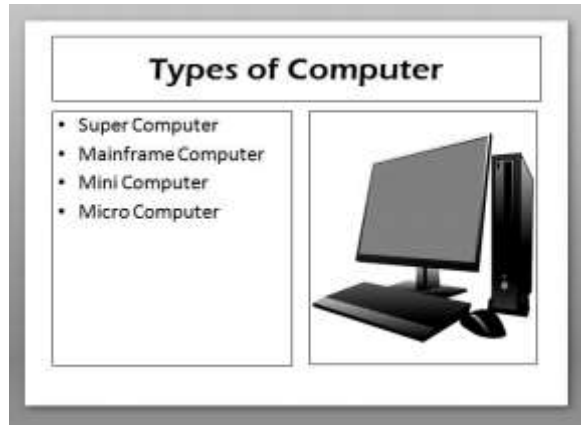 Types of Computer
• Super Computer
• Mainframe Computer
• Mini Computer
• Micro Computer